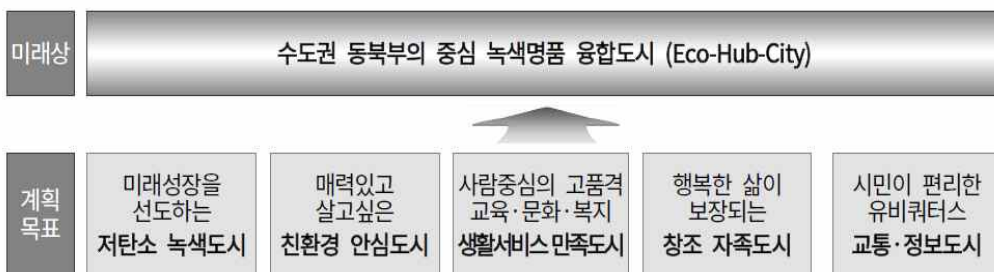 미래상
수도권 동북부의 중심 녹색명품 융합도시 (Eco-Hub-City)
계획
목표
미래성장을
선도하는
저탄소 녹색도시
매력있고
살고싶은
친환경 안심도시
사람중심의 고품격
교육·문화·복지
생활서비스 만족도시
행복한 삶이
보장되는
창조 자족도시
시민이 편리한
유비쿼터스
교통·정보도시